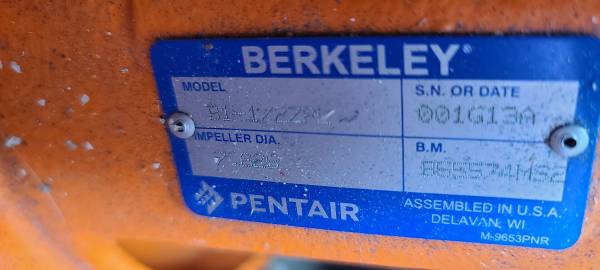 BERKELEY®
MODEL
S.N. OR DATE
001G13A
IMPELLER DIA.
B.M.
PENTAIR
ASSEMBLED IN U.S.A.
DELAVAN, WI
M-9653PNR